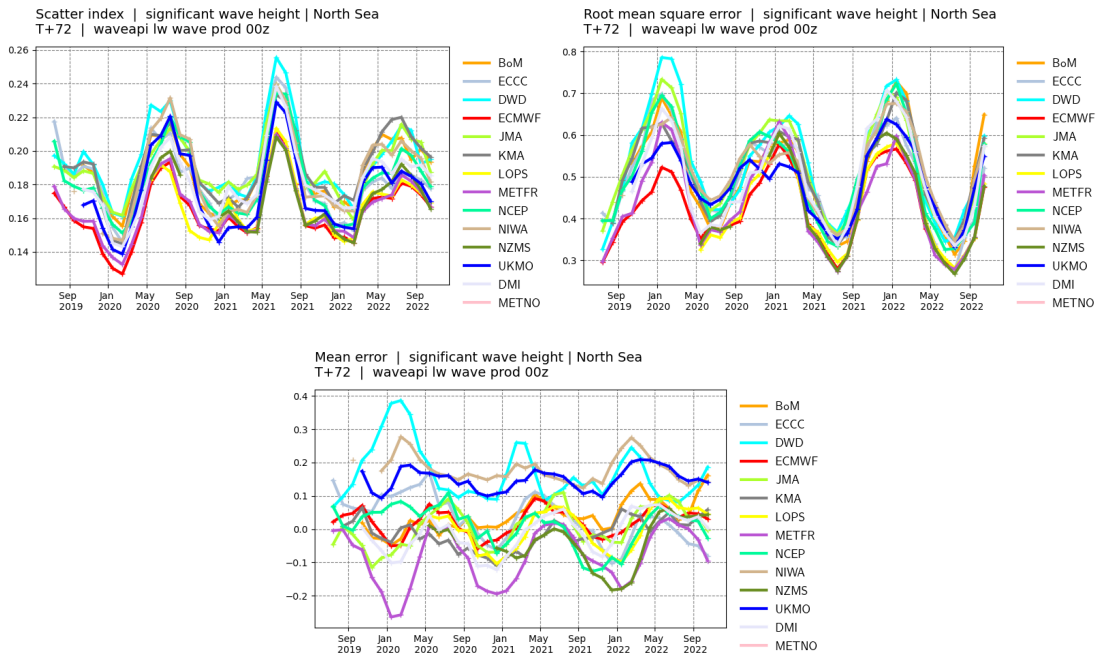 Scatter index | significant wave height | North Sea
T+72 | waveapi lw wave prod 00z
0.26
0.24
0.22
0.20
0.18
0.16
0.14
Sep 2019
Jan 2020
May 2020
Sep 2020
Jan 2021
May 2021
Sep 2021
Jan 2022
May 2022
Sep 2022
BoM
ECCC
DWD
ECMWF
JMA
KMA
LOPS
METFR
NCEP
NIWA
NZMS
UKMO
DMI
METNO
Root mean square error | significant wave height | North Sea
T+72 | waveapi lw wave prod 00z
0.8
0.7
0.6
0.5
0.4
0.3
Sep 2019
Jan 2020
May 2020
Sep 2020
Jan 2021
May 2021
Sep 2021
Jan 2022
May 2022
Sep 2022
BoM
ECCC
DWD
ECMWF
JMA
KMA
LOPS
METFR
NCEP
NIWA
NZMS
UKMO
DMI
METNO
Mean error | significant wave height | North Sea
T+72 | waveapi lw wave prod 00z
0.4
0.3
0.2
0.1
0.0
−0.1
−0.2
Sep 2019
Jan 2020
May 2020
Sep 2020
Jan 2021
May 2021
Sep 2021
Jan 2022
May 2022
Sep 2022
BoM
ECCC
DWD
ECMWF
JMA
KMA
LOPS
METFR
NCEP
NIWA
NZMS
UKMO
DMI
METNO